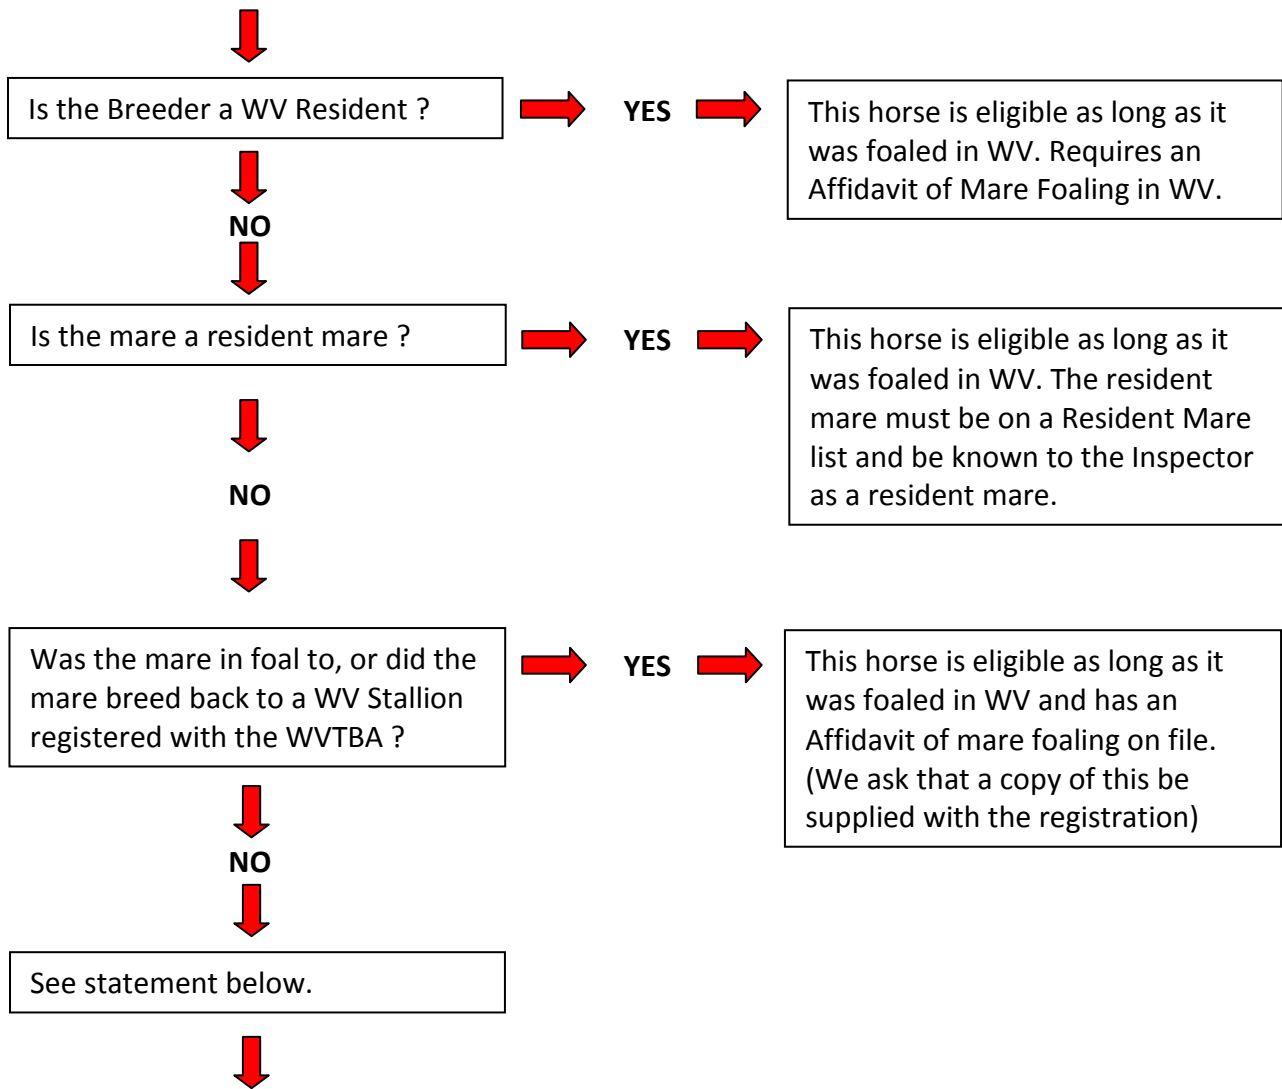 Is the Breeder a WV Resident ?
YES
This horse is eligible as long as it
was foaled in WV. Requires an
Affidavit of Mare Foaling in WV.
NO
Is the mare a resident mare ?
YES
This horse is eligible as long as it
was foaled in WV. The resident
mare must be on a Resident Mare
list and be known to the Inspector
as a resident mare.
NO
Was the mare in foal to, or did the
mare breed back to a WV Stallion
registered with the WVTBA ?
YES
This horse is eligible as long as it
was foaled in WV and has an
Affidavit of mare foaling on file.
(We ask that a copy of this be
supplied with the registration)
NO
See statement below.